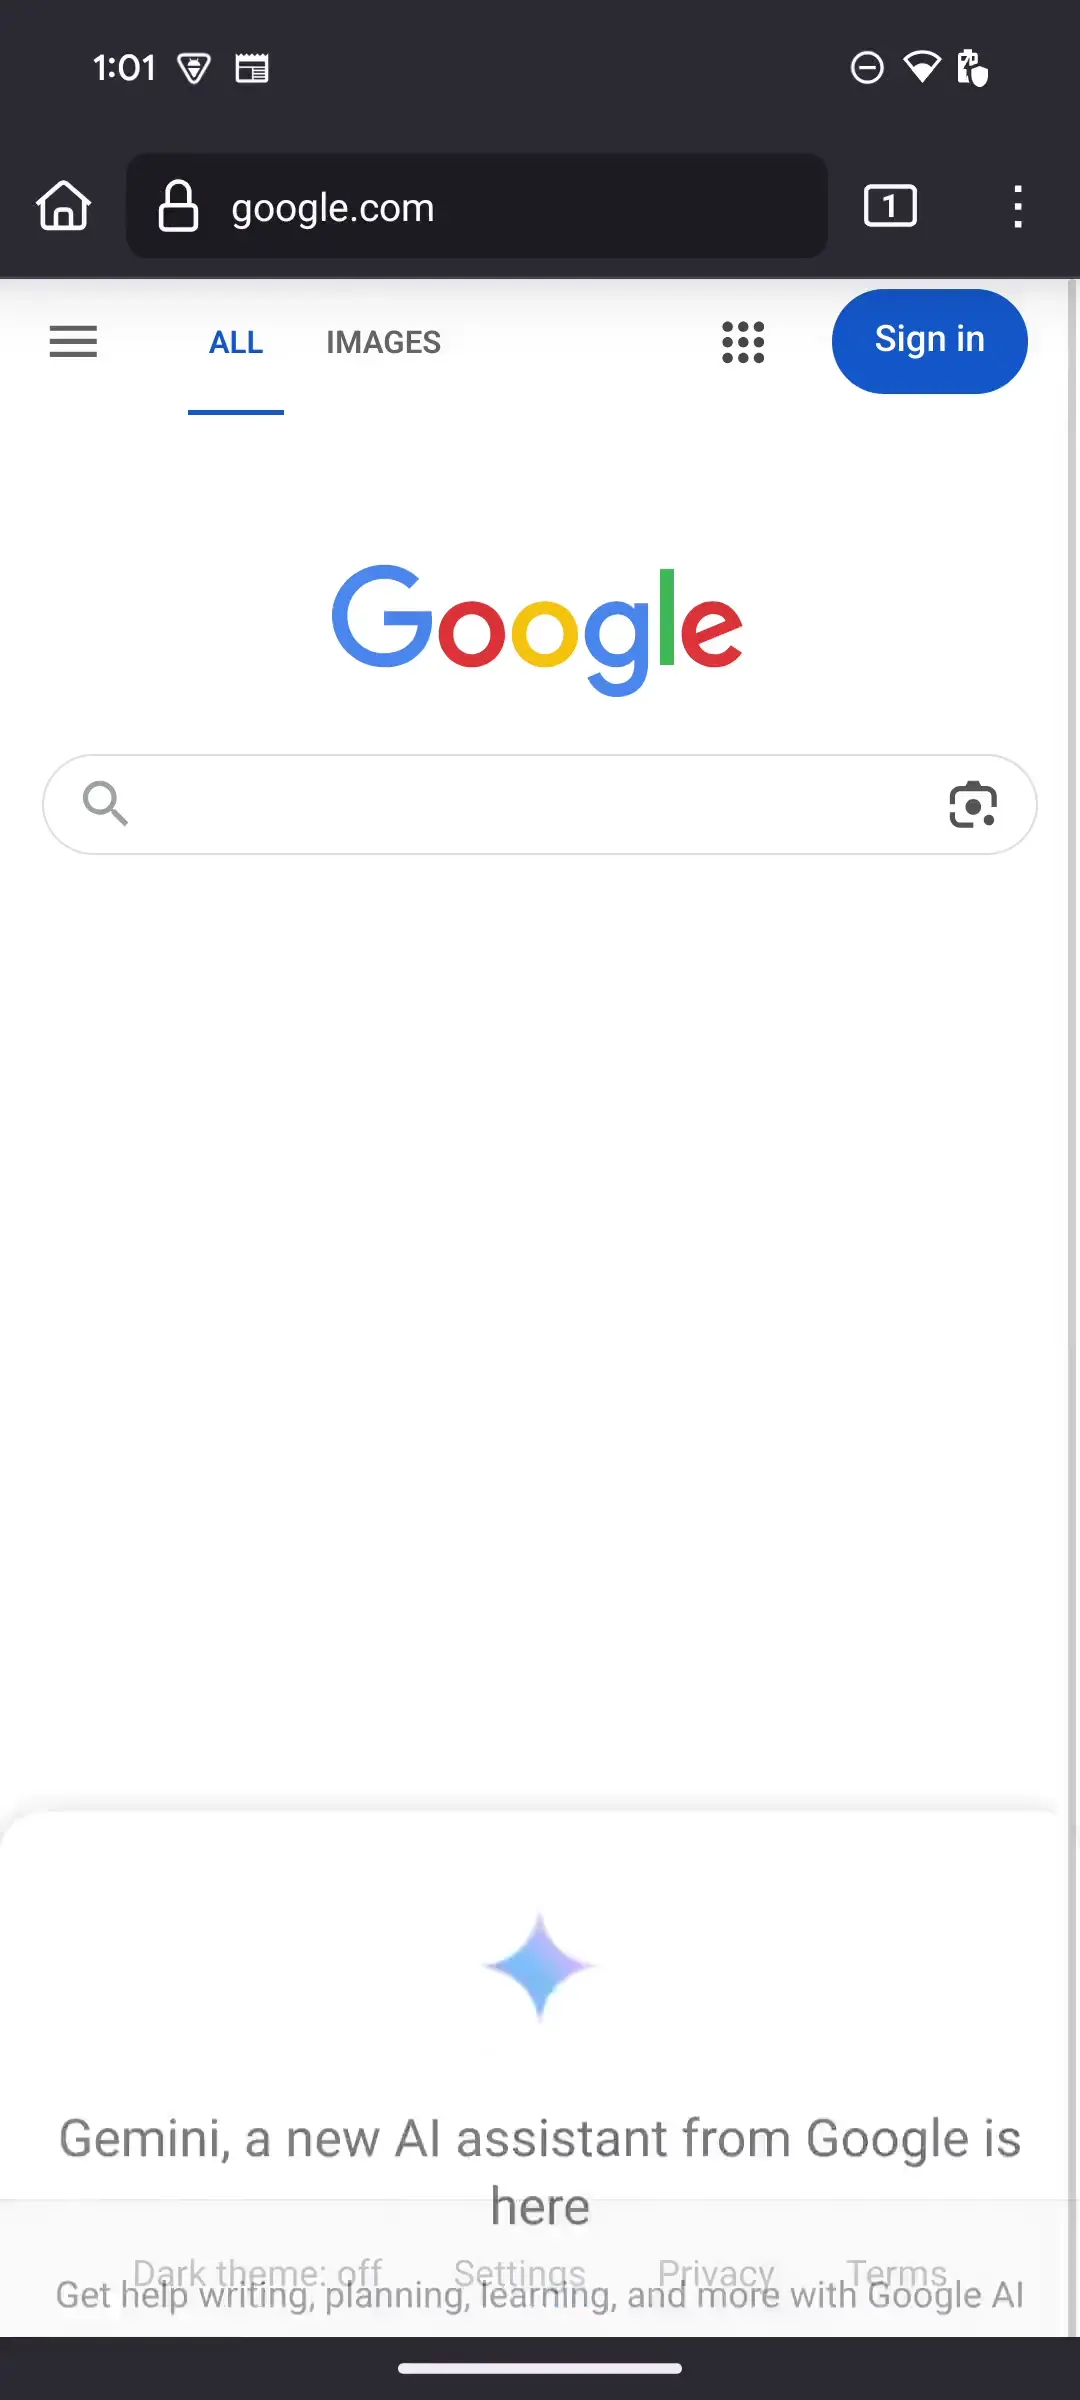 1:01
google.com
1
ALL IMAGES
Sign in
Google
Gemini, a new AI assistant from Google is
here
Dark theme: off Settings Privacy Terms
Get help writing, planning, learning, and more with Google AI